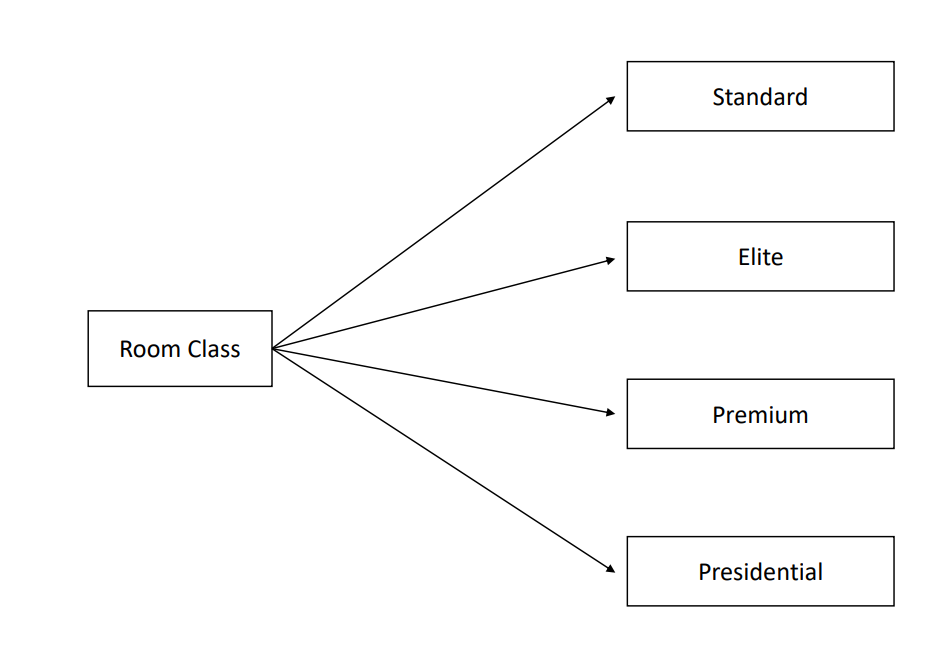 Standard
Elite
Room Class
Premium
Presidential